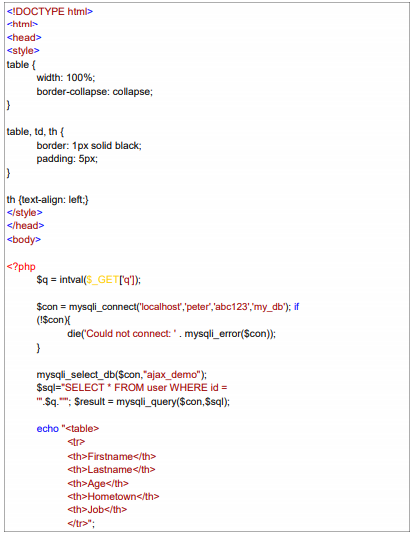 <!DOCTYPE html>
<html>
<head>
<style>
table {
width: 100%;
border-collapse: collapse;
}
table, td, th {
border: 1px solid black;
padding: 5px;
}
th {text-align: left;}
</style>
</head>
<body>
<?php
$q = intval($_GET['q']);
$con = mysqli_connect('localhost','peter','abc123','my_db'); if
(!$con){
die('Could not connect: ' . mysqli_error($con));
}
mysqli_select_db($con,"ajax_demo");
$sql="SELECT * FROM user WHERE id =
'".$q."'"; $result = mysqli_query($con,$sql);
echo "<table>
<tr>
<th>Firstname</th>
<th>Lastname</th>
<th>Age</th>
<th>Hometown</th>
<th>Job</th>
</tr>";